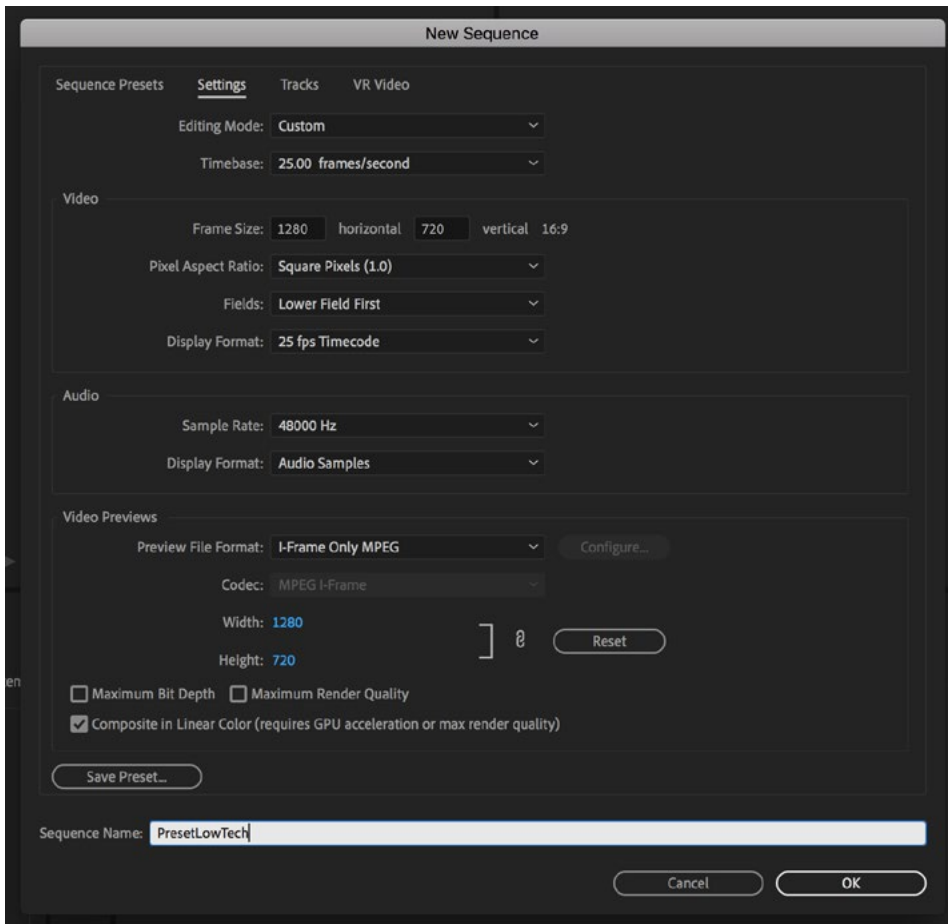 New Sequence
Sequence Presets Settings Tracks VR Video
Editing Mode: Custom
Timebase: 25.00 frames/second
Video
Frame Size: 1280 horizontal 720 vertical 16:9
Pixel Aspect Ratio: Square Pixels (1.0)
Fields: Lower Field First
Display Format: 25 fps Timecode
Audio
Sample Rate: 48000 Hz
Display Format: Audio Samples
Video Previews
Preview File Format: I-Frame Only MPEG Configure...
Codec: MPEG I-Frame
Width: 1280
Reset
Height: 720
Maximum Bit Depth Maximum Render Quality
Composite in Linear Color (requires GPU acceleration or max render quality)
Save Preset...
Sequence Name: PresetLowTech
Cancel OK